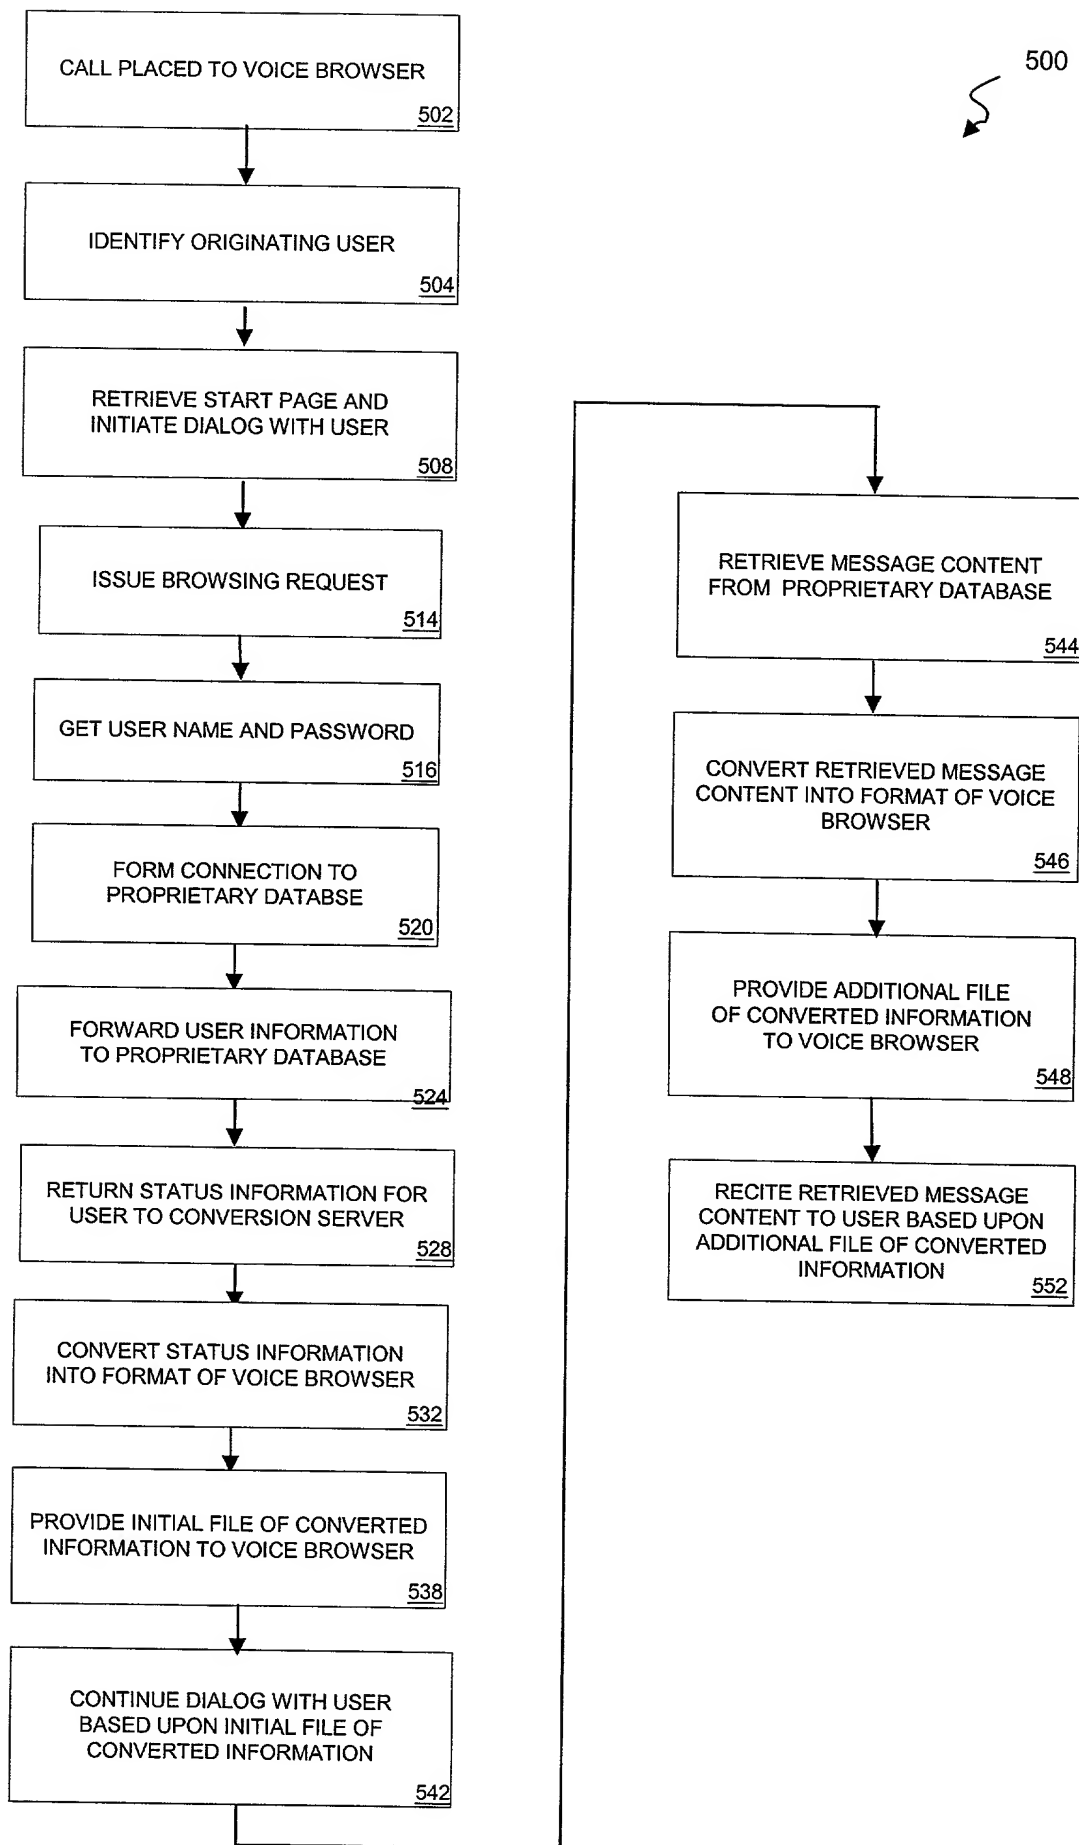 500
CALL PLACED TO VOICE BROWSER
502
IDENTIFY ORIGINATING USER
504
RETRIEVE START PAGE AND
INITIATE DIALOG WITH USER
508
ISSUE BROWSING REQUEST
514
GET USER NAME AND PASSWORD
516
FORM CONNECTION TO
PROPRIETARY DATABSE
520
FORWARD USER INFORMATION
TO PROPRIETARY DATABASE
524
RETURN STATUS INFORMATION FOR
USER TO CONVERSION SERVER
528
CONVERT STATUS INFORMATION
INTO FORMAT OF VOICE BROWSER
532
PROVIDE INITIAL FILE OF CONVERTED
INFORMATION TO VOICE BROWSER
538
CONTINUE DIALOG WITH USER
BASED UPON INITIAL FILE OF
CONVERTED INFORMATION
542
RETRIEVE MESSAGE CONTENT
FROM PROPRIETARY DATABASE
544
CONVERT RETRIEVED MESSAGE
CONTENT INTO FORMAT OF VOICE
BROWSER
546
PROVIDE ADDITIONAL FILE
OF CONVERTED INFORMATION
TO VOICE BROWSER
548
RECITE RETRIEVED MESSAGE
CONTENT TO USER BASED UPON
ADDITIONAL FILE OF CONVERTED
INFORMATION
552